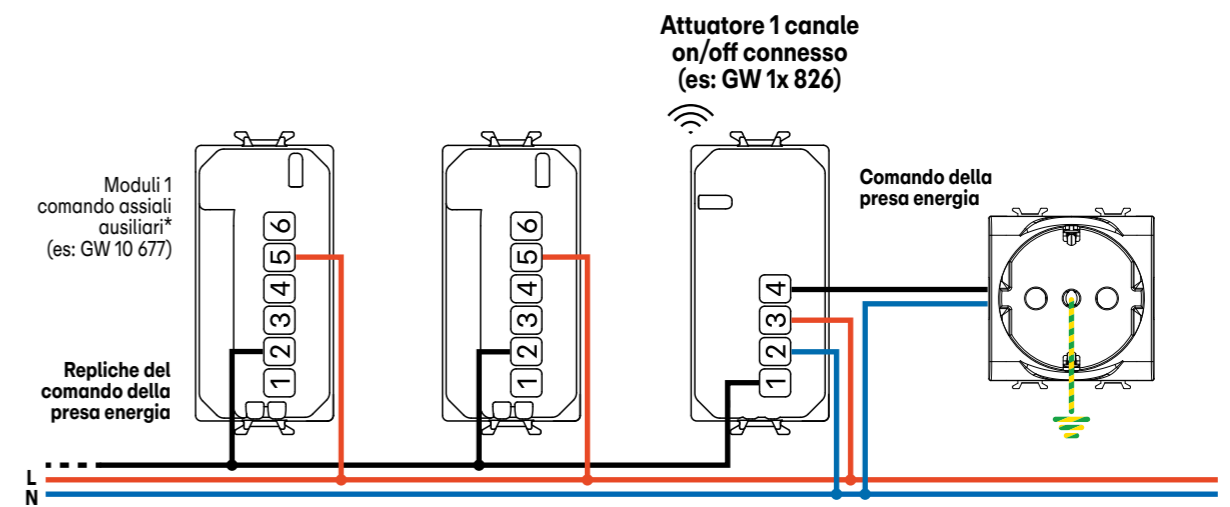 Attuatore 1 canale
on/off connesso
(es: GW 1x 826)
Moduli 1
comando assiali
ausiliari*
(es: GW 10 677)
Comando della
presa energia
Repliche del
comando della
presa energia
6
5
4
3
2
1
6
5
4
3
2
1
4
3
2
1
L
N